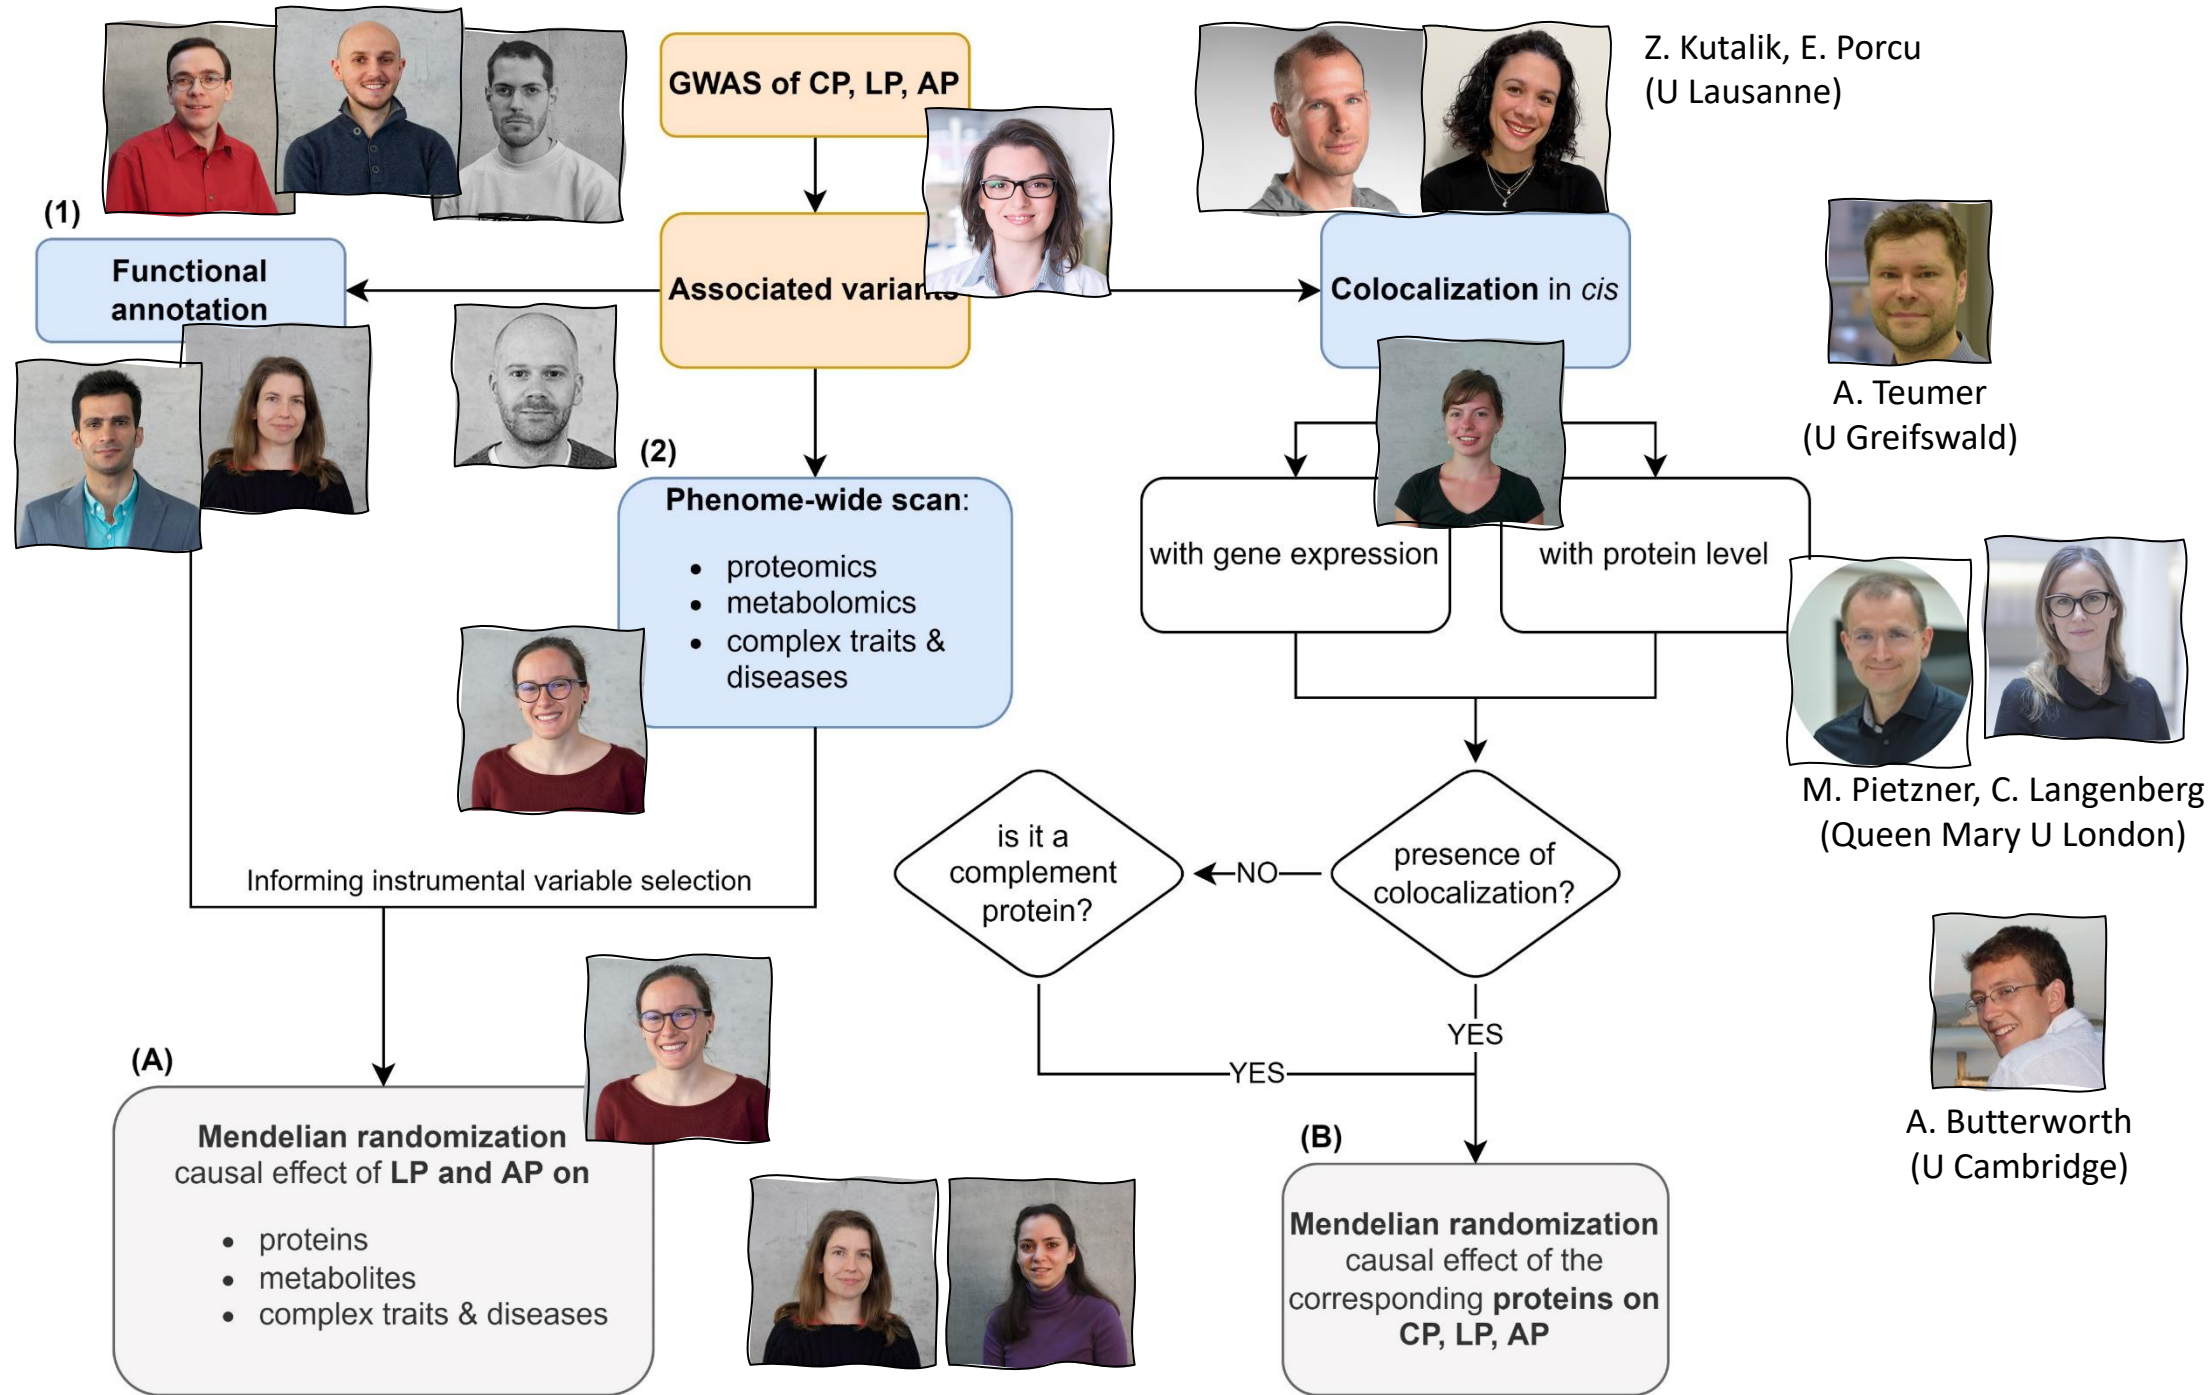 GWAS of CP, LP, AP
Z. Kutalik, E. Porcu
(U Lausanne)
(1)
Functional
annotation
Associated variants
Colocalization in cis
A. Teumer
(U Greifswald)
(2)
Phenome-wide scan:
• proteomics
• metabolomics
• complex traits &
diseases
with gene expression
with protein level
M. Pietzner, C. Langenberg
(Queen Mary U London)
is it a
complement
protein?
NO
presence of
colocalization?
Informing instrumental variable selection
YES
YES
A. Butterworth
(U Cambridge)
(A)
Mendelian randomization
causal effect of LP and AP on
• proteins
• metabolites
• complex traits & diseases
(B)
Mendelian randomization
causal effect of the
corresponding proteins on
CP, LP, AP